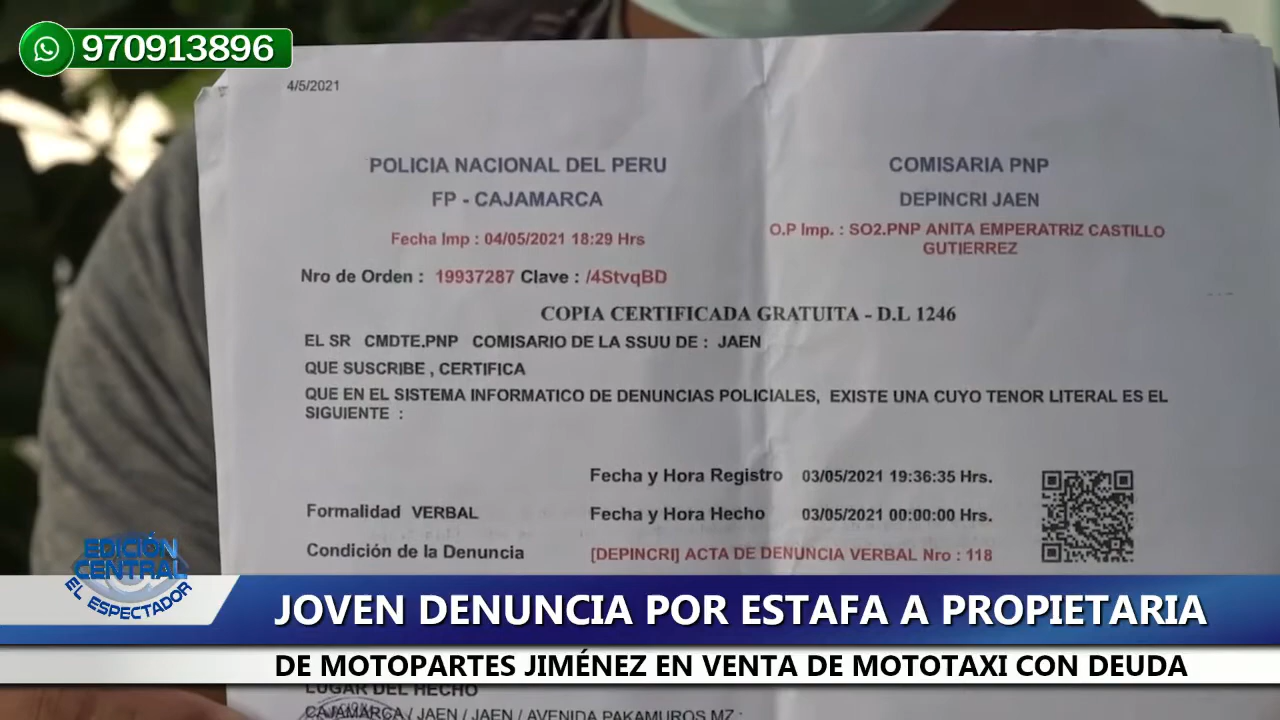 970913896
4/5/2021
POLICIA NACIONAL DEL PERU
FP - CAJAMARCA
Fecha Imp : 04/05/2021 18:29 Hrs
COMISARIA PNP
DEPINCRI JAEN
O.P Imp. : SO2.PNP ANITA EMPERATRIZ CASTILLO
GUTIERREZ
Nro de Orden : 19937287 Clave : /4StvqBD
COPIA CERTIFICADA GRATUITA - D.L 1246
EL SR CMDTE.PNP COMISARIO DE LA SSUU DE : JAEN
QUE SUSCRIBE , CERTIFICA
QUE EN EL SISTEMA INFORMATICO DE DENUNCIAS POLICIALES, EXISTE UNA CUYO TENOR LITERAL ES EL
SIGUIENTE :
Fecha y Hora Registro 03/05/2021 19:36:35 Hrs.
Formalidad VERBAL Fecha y Hora Hecho 03/05/2021 00:00:00 Hrs.
Condición de la Denuncia [DEPINCRI] ACTA DE DENUNCIA VERBAL Nro : 118
EDICIÓN
CENTRAL
EL ESPECTADOR
JOVEN DENUNCIA POR ESTAFA A PROPIETARIA
DE MOTOPARTES JIMÉNEZ EN VENTA DE MOTOTAXI CON DEUDA
LUGAR DEL HECHO
CAJAMARCA / JAEN / JAEN / AVENIDA PAKAMUROS MZ :